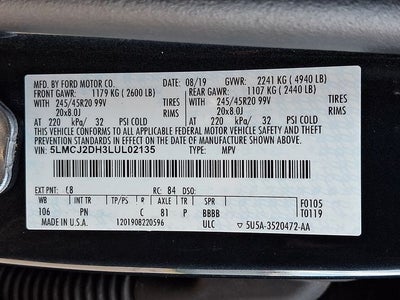 MFD. BY FORD MOTOR CO. 08/19 GVWR: 2241 KG ( 4940 LB)
FRONT GAWR: 1179 KG ( 2600 LB) REAR GAWR: 1107 KG ( 2440 LB)
WITH 245/45R20 99V TIRES WITH 245/45R20 99V TIRES
20x8.0J RIMS 20x8.0J RIMS
AT 220 kPa/ 32 PSI COLD AT 220 kPa/ 32 PSI COLD
THIS VEHICLE CONFORMS TO ALL APPLICABLE FEDERAL MOTOR VEHICLE SAFETY AND THEFT
PREVENTION STANDARDS IN EFFECT ON THE DATE OF MANUFACTURE SHOWN ABOVE.
VIN: 5LMCJ2DH3LUL02135 TYPE: MPV
EXT PNT: RC: 84 DSO:
WB INT TR TP/PS R AXLE TR SPR
106 PN C 81 P BBBB
F0105
T0119
MADE IN U.S.A. 1201908220596 ULC ▽ 5U5A-3520472-AA